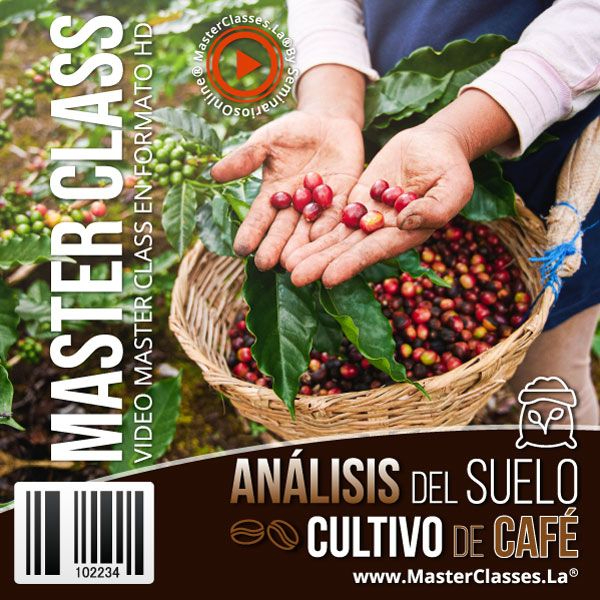 MasterClasses.La® By SeminariosOnline®
MASTER CLASS
VIDEO MASTER CLASS EN FORMATO HD
ANÁLISIS DEL SUELO
CULTIVO DE CAFÉ
102234
www.MasterClasses.La®